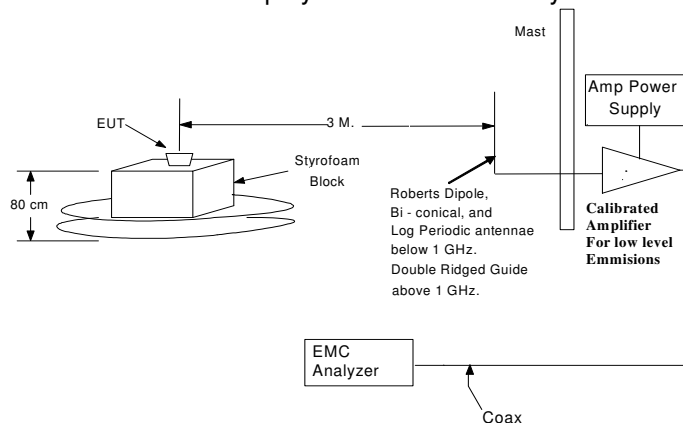 Mast
Amp Power
Supply
EUT
3 M.
Styrofoam
Block
80 cm
Roberts Dipole,
Bi - conical, and
Log Periodic antennae
below 1 GHz.
Double Ridged Guide
above 1 GHz.
Calibrated
Amplifier
For low level
Emmisions
EMC
Analyzer
Coax